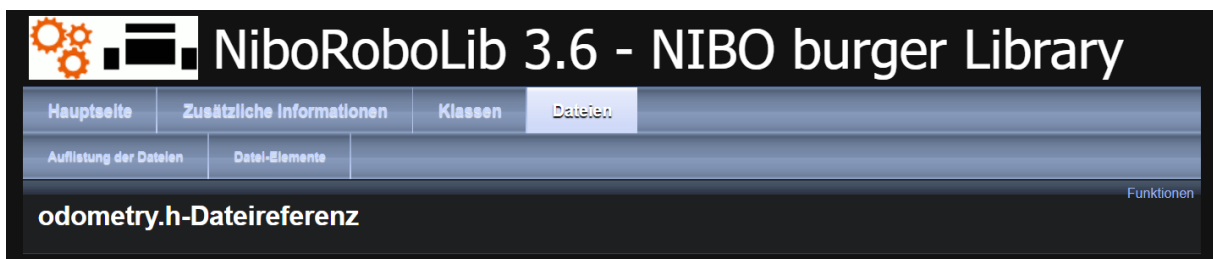 NiboRoboLib 3.6 - NIBO burger Library
Hauptseite Zusätzliche Informationen Klassen Dateien
Auflistung der Dateien Datei-Elemente
Funktionen
odometry.h-Dateireferenz